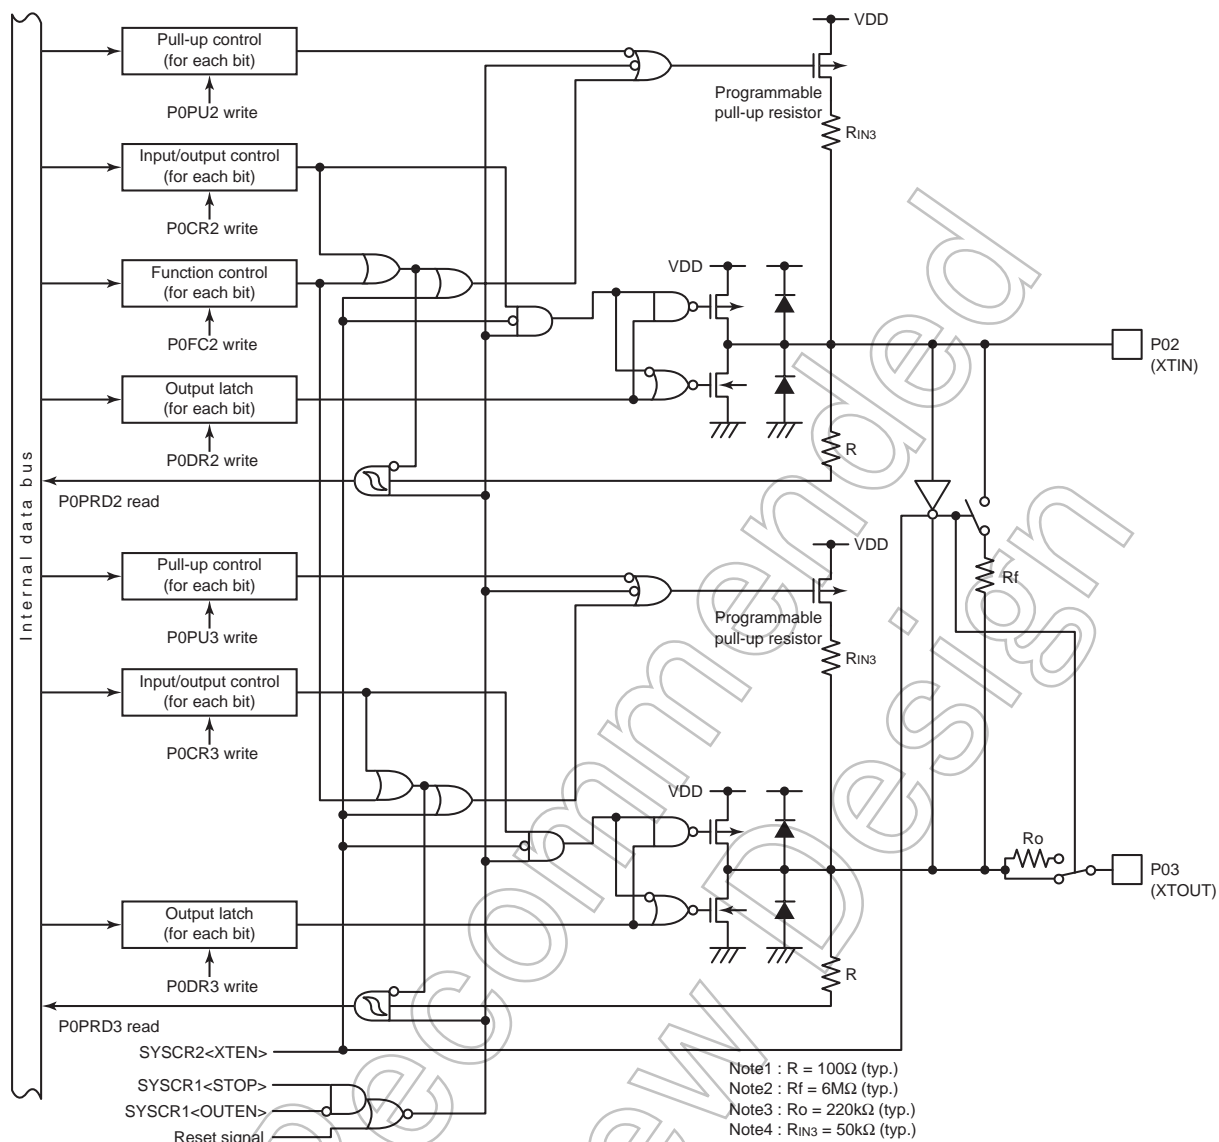 VDD
Pull-up control
(for each bit)
Programmable
pull-up resistor
P0PU2 write
RIN3
Input/output control
(for each bit)
P0CR2 write
VDD
Function control
(for each bit)
P0FC2 write
P02
(XTIN)
Output latch
(for each bit)
P0DR2 write
R
P0PRD2 read
Internal data bus
VDD
Pull-up control
(for each bit)
Rf
Programmable
pull-up resistor
P0PU3 write
RIN3
Input/output control
(for each bit)
P0CR3 write
VDD
Ro
P03
(XTOUT)
Output latch
(for each bit)
P0DR3 write
R
P0PRD3 read
SYSCR2<XTEN>
SYSCR1<STOP>
SYSCR1<OUTEN>
Reset signal
Note1 : R = 100Ω (typ.)
Note2 : Rf = 6MΩ (typ.)
Note3 : Ro = 220kΩ (typ.)
Note4 : RIN3 = 50kΩ (typ.)
Recommended
New Design